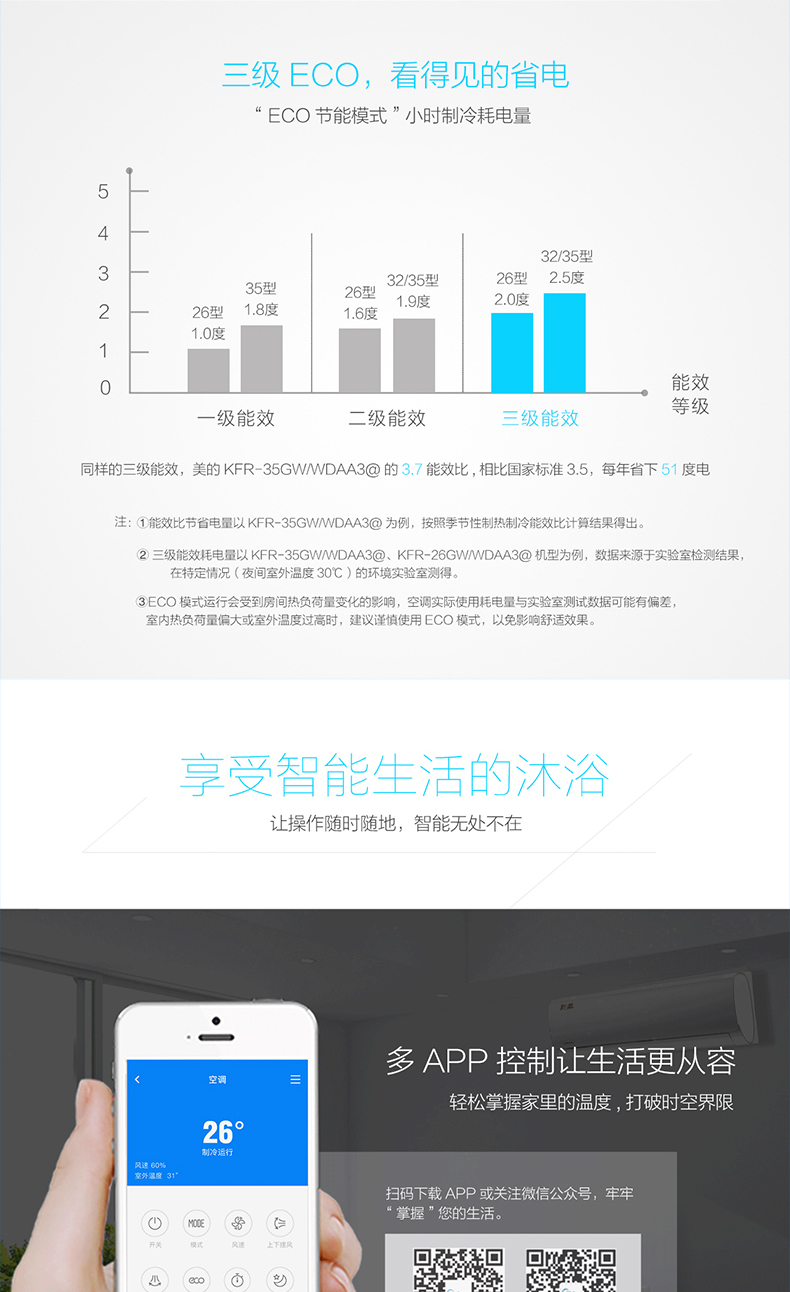 三级 ECO，看得见的省电
“ ECO 节能模式 ” 小时制冷耗电量
5
4
3
2
1
0
26型
1.0度
35型
1.8度
26型
1.6度
32/35型
1.9度
26型
2.0度
32/35型
2.5度
一级能效
二级能效
三级能效
能效
等级
同样的三级能效，美的 KFR-35GW/WDAA3@ 的 3.7 能效比 , 相比国家标准 3.5，每年省下 51 度电
注: ①能效比节省电量以 KFR-35GW/WDAA3@ 为例，按照季节性制热制冷能效比计算结果得出。
② 三级能效耗电量以 KFR-35GW/WDAA3@、KFR-26GW/WDAA3@ 机型为例，数据来源于实验室检测结果，
在特定情况（ 夜间室外温度 30℃ ）的环境实验室测得。
③ECO 模式运行会受到房间热负荷量变化的影响，空调实际使用耗电量与实验室测试数据可能有偏差，
室内热负荷量偏大或室外温度过高时，建议谨慎使用 ECO 模式，以免影响舒适效果。
享受智能生活的沐浴
让操作随时随地，智能无处不在
多 APP 控制让生活更从容
轻松掌握家里的温度 , 打破时空界限
空调
26°
制冷运行
风速 60%
室外温度 31°
MODE
开关
模式
风速
上下摆风
eco
扫码下载 APP 或关注微信公众号，牢牢
“ 掌握 ” 您的生活。